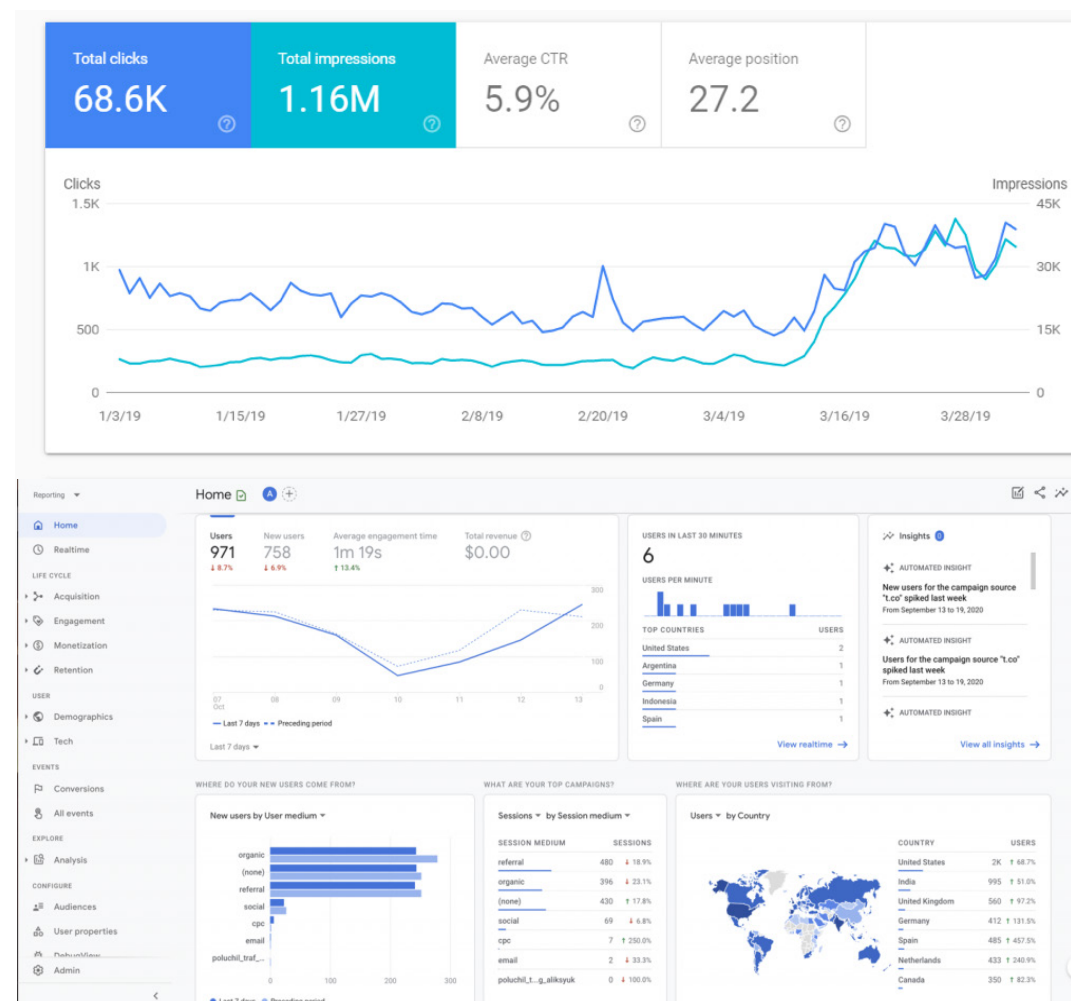 Total clicks Total impressions Average CTR Average position
68.6K 1.16M 5.9% 27.2
Clicks Impressions
1.5K 45K
1K 30K
500 15K
0 0
1/3/19 1/15/19 1/27/19 2/8/19 2/20/19 3/4/19 3/16/19 3/28/19
Reporting
Home
Realtime
LIFE CYCLE
Acquisition
Engagement
Monetization
Retention
USER
Demographics
Tech
EVENTS
Conversions
All events
EXPLORE
Analysis
CONFIGURE
Audiences
User properties
DebugView
Admin
Home A
Users New users Average engagement time Total revenue
971 758 1m 19s $0.00
↓ 8.7% ↓ 6.9% ↑ 13.4%
300
200
100
0
07 08 09 10 11 12 13
Oct
Last 7 days Preceding period
Last 7 days
USERS IN LAST 30 MINUTES
6
USERS PER MINUTE
TOP COUNTRIES USERS
United States 2
Argentina 1
Germany 1
Indonesia 1
Spain 1
View realtime →
Insights
AUTOMATED INSIGHT
New users for the campaign source
"t.co" spiked last week
From September 13 to 19, 2020
AUTOMATED INSIGHT
Users for the campaign source "t.co"
spiked last week
From September 13 to 19, 2020
AUTOMATED INSIGHT
View all insights →
WHERE DO YOUR NEW USERS COME FROM?
New users by User medium
organic
(none)
referral
social
cpc
email
poluchil_traf_...
0 100 200 300
Last 7 days Preceding period
WHAT ARE YOUR TOP CAMPAIGNS?
Sessions by Session medium
SESSION MEDIUM SESSIONS
referral 480 ↓ 18.9%
organic 396 ↓ 23.1%
(none) 430 ↑ 17.8%
social 69 ↓ 6.8%
cpc 7 ↑ 250.0%
email 2 ↓ 33.3%
poluchil_t...g_aliksyuk 0 ↓ 100.0%
WHERE ARE YOUR USERS VISITING FROM?
Users by Country
COUNTRY USERS
United States 2K ↑ 68.7%
India 995 ↑ 51.0%
United Kingdom 560 ↑ 97.2%
Germany 412 ↑ 131.5%
Spain 485 ↑ 457.5%
Netherlands 433 ↑ 240.9%
Canada 350 ↑ 82.3%